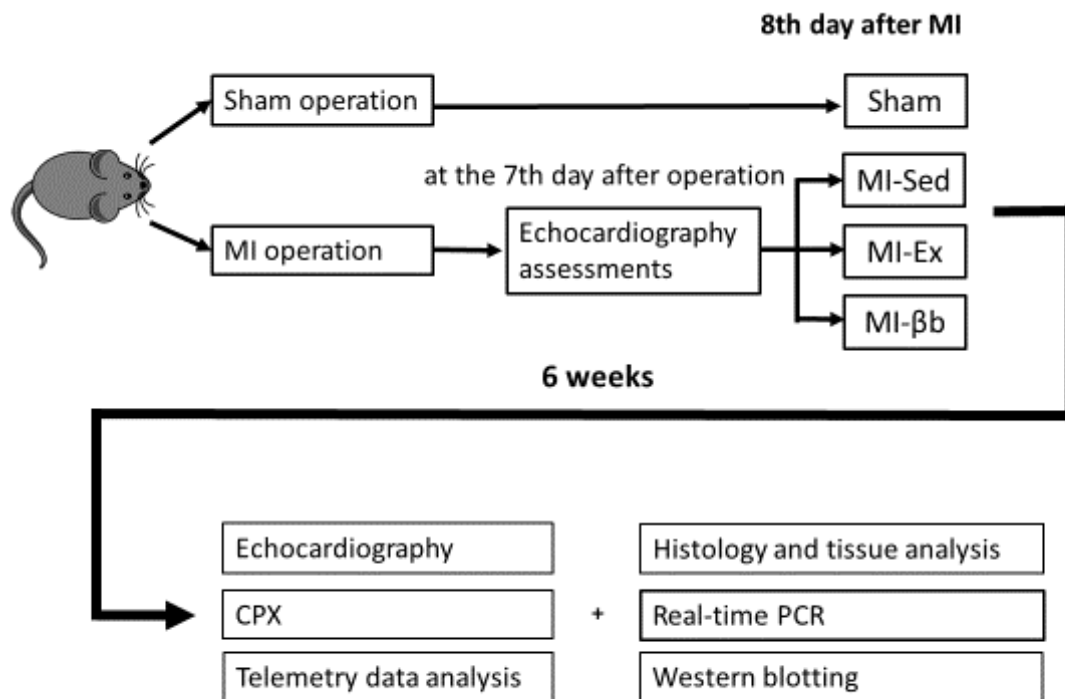 8th day after MI
Sham operation
Sham
at the 7th day after operation
MI-Sed
MI operation
Echocardiography
assessments
MI-Ex
MI-βb
6 weeks
Echocardiography
Histology and tissue analysis
CPX
+
Real-time PCR
Telemetry data analysis
Western blotting